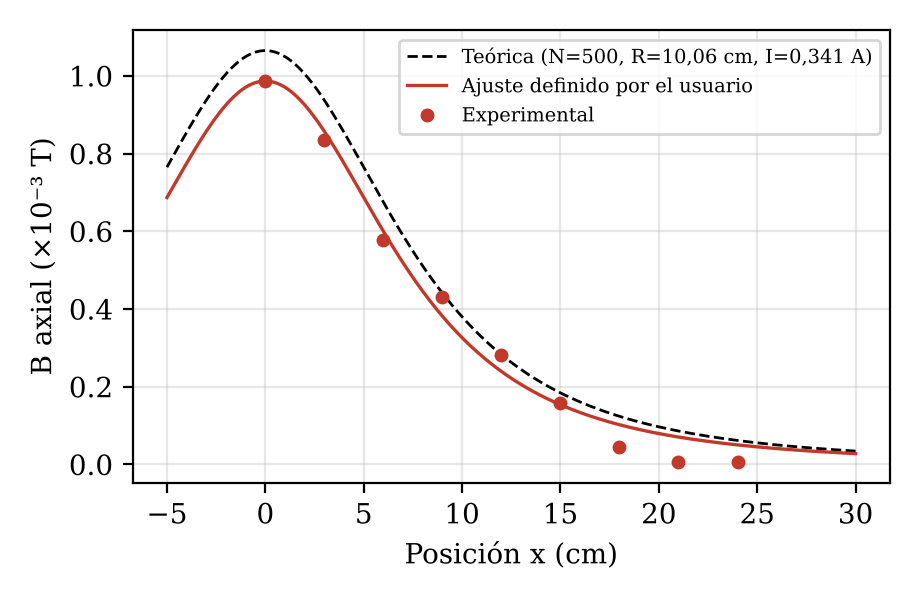 Teórica (N=500, R=10,06 cm, I=0,341 A)
Ajuste definido por el usuario
Experimental
B axial (×10⁻³ T)
1.0
0.8
0.6
0.4
0.2
0.0
−5 0 5 10 15 20 25 30
Posición x (cm)